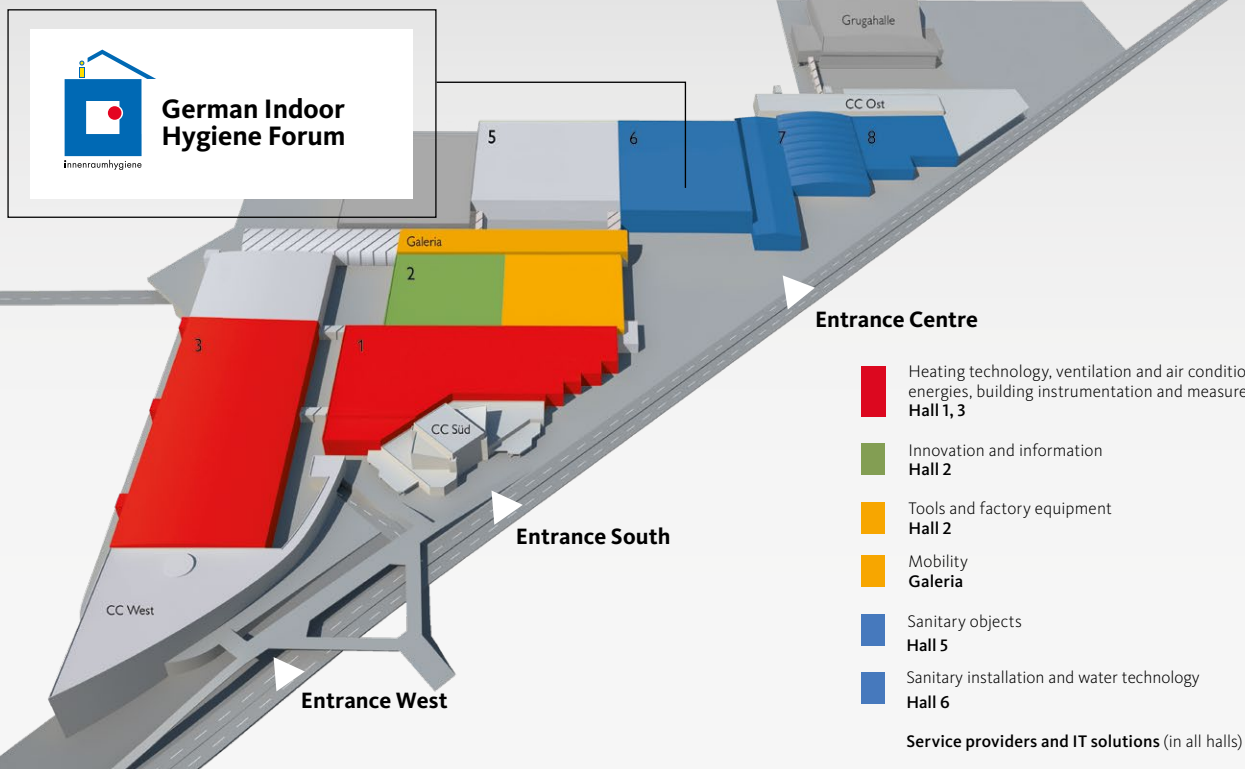 Grugahalle
German Indoor
Hygiene Forum
innenraumhygiene
CC Ost
5
6
7
8
Galeria
2
Entrance Centre
3
1
Heating technology, ventilation and air
energies, building instrumentation and
Hall 1, 3
CC Süd
Innovation and information
Hall 2
Tools and factory equipment
Hall 2
Entrance South
Mobility
Galeria
CC West
Sanitary objects
Hall 5
Sanitary installation and water technology
Hall 6
Entrance West
Service providers and IT solutions (in all halls)